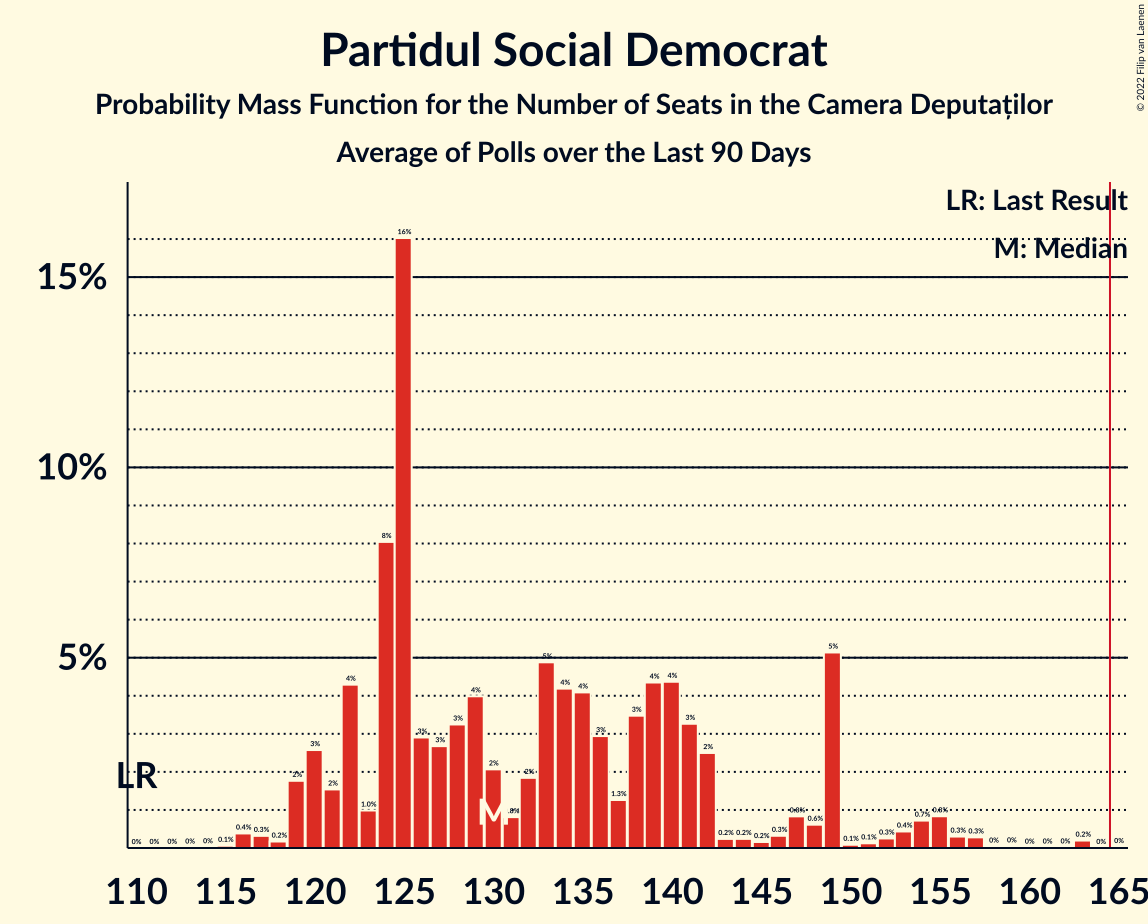 Partidul Social Democrat
Probability Mass Function for the Number of Seats in the Camera Deputaților
Average of Polls over the Last 90 Days
© 2022 Filip van Laenen
LR: Last Result
M: Median
15%
10%
5%
LR
M
0% 0% 0% 0% 0% 0.1% 0.4% 0.3% 0.2% 2% 3% 2% 4% 1.0% 8% 16% 3% 3% 3% 4% 2% 2% 5% 4% 4% 3% 1.3% 3% 4% 4% 3% 2% 0.2% 0.2% 0.2% 0.3% 0.8% 0.6% 5% 0.1% 0.1% 0.3% 0.4% 0.7% 0.8% 0.3% 0.3% 0% 0% 0% 0% 0% 0.2% 0% 0%
110 115 120 125 130 135 140 145 150 155 160 165